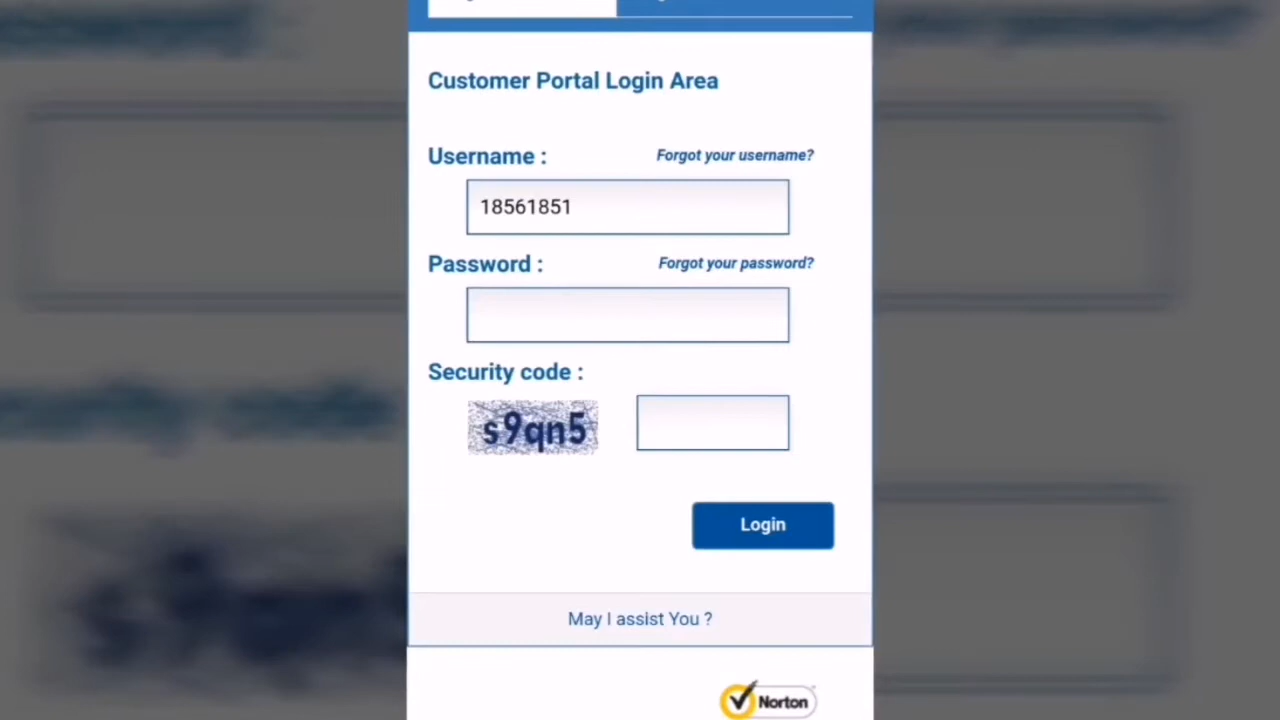 Customer Portal Login Area
Username : Forgot your username?
18561851
Password : Forgot your password?
Security code :
s9qn5
Login
May I assist You ?
Norton